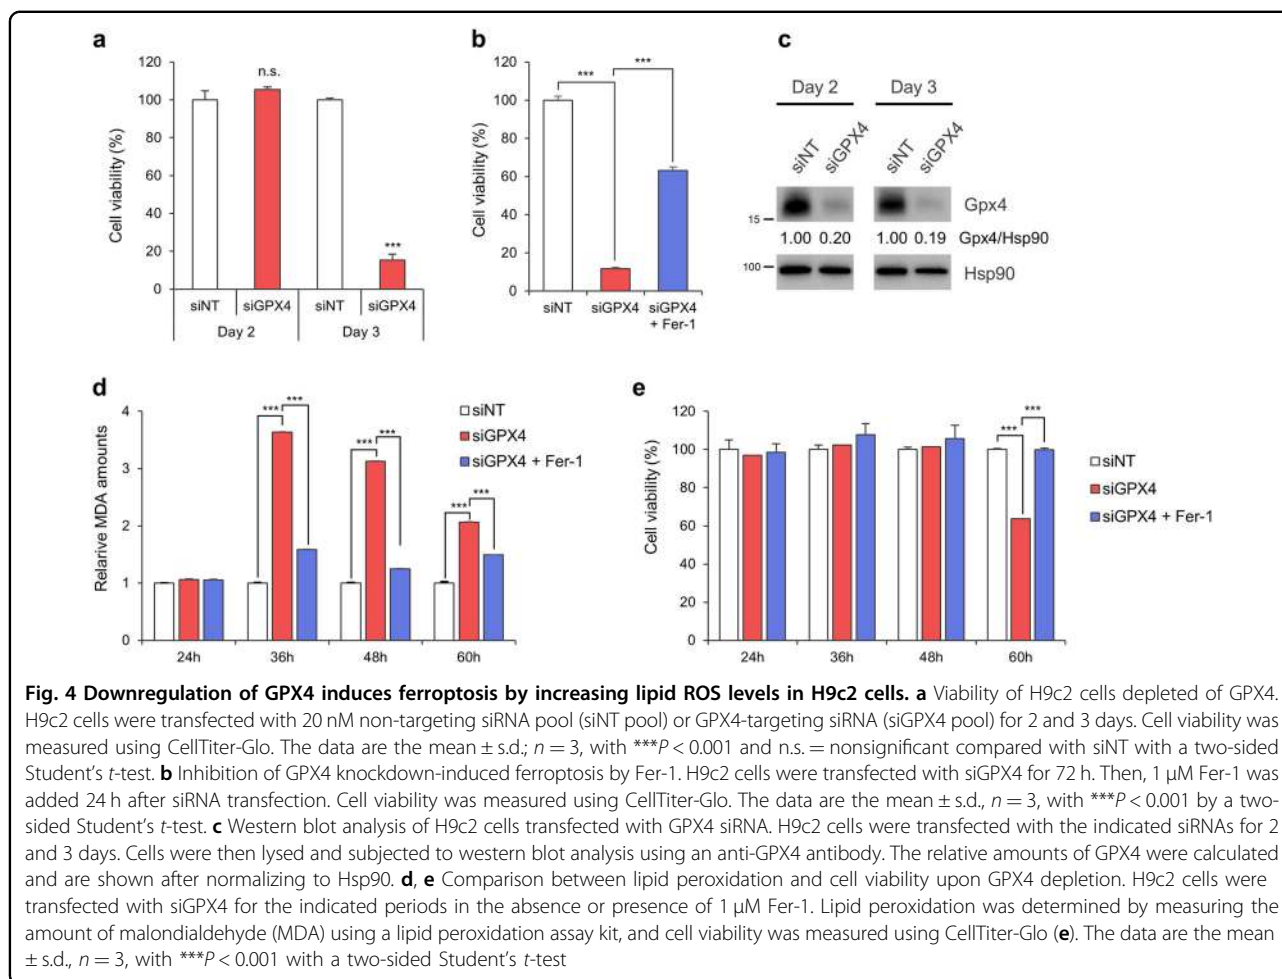 a
120
100
80
60
40
20
0
Cell viability (%)
n.s.
***
siNT
siGPX4
siNT
siGPX4
Day 2
Day 3
b
120
100
80
60
40
20
0
Cell viability (%)
***
***
siNT
siGPX4
siGPX4
+ Fer-1
c
Day 2
Day 3
siNT
siGPX4
siNT
siGPX4
15
Gpx4
1.00 0.20 1.00 0.19 Gpx4/Hsp90
100
Hsp90
d
4
3
2
1
0
Relarive MDA amounts
***
***
***
***
***
***
siNT
siGPX4
siGPX4 + Fer-1
24h
36h
48h
60h
e
120
100
80
60
40
20
0
Cell viability (%)
***
***
siNT
siGPX4
siGPX4 + Fer-1
24h
36h
48h
60h
Fig. 4 Downregulation of GPX4 induces ferroptosis by increasing lipid ROS levels in H9c2 cells. a Viability of H9c2 cells depleted of GPX4.
H9c2 cells were transfected with 20 nM non-targeting siRNA pool (siNT pool) or GPX4-targeting siRNA (siGPX4 pool) for 2 and 3 days. Cell viability was
measured using CellTiter-Glo. The data are the mean ± s.d.; n = 3, with ***P < 0.001 and n.s. = nonsignificant compared with siNT with a two-sided
Student's t-test. b Inhibition of GPX4 knockdown-induced ferroptosis by Fer-1. H9c2 cells were transfected with siGPX4 for 72 h. Then, 1 µM Fer-1 was
added 24 h after siRNA transfection. Cell viability was measured using CellTiter-Glo. The data are the mean ± s.d., n = 3, with ***P < 0.001 by a two-
sided Student's t-test. c Western blot analysis of H9c2 cells transfected with GPX4 siRNA. H9c2 cells were transfected with the indicated siRNAs for 2
and 3 days. Cells were then lysed and subjected to western blot analysis using an anti-GPX4 antibody. The relative amounts of GPX4 were calculated
and are shown after normalizing to Hsp90. d, e Comparison between lipid peroxidation and cell viability upon GPX4 depletion. H9c2 cells were
transfected with siGPX4 for the indicated periods in the absence or presence of 1 µM Fer-1. Lipid peroxidation was determined by measuring the
amount of malondialdehyde (MDA) using a lipid peroxidation assay kit, and cell viability was measured using CellTiter-Glo (e). The data are the mean
± s.d., n = 3, with ***P < 0.001 with a two-sided Student's t-test